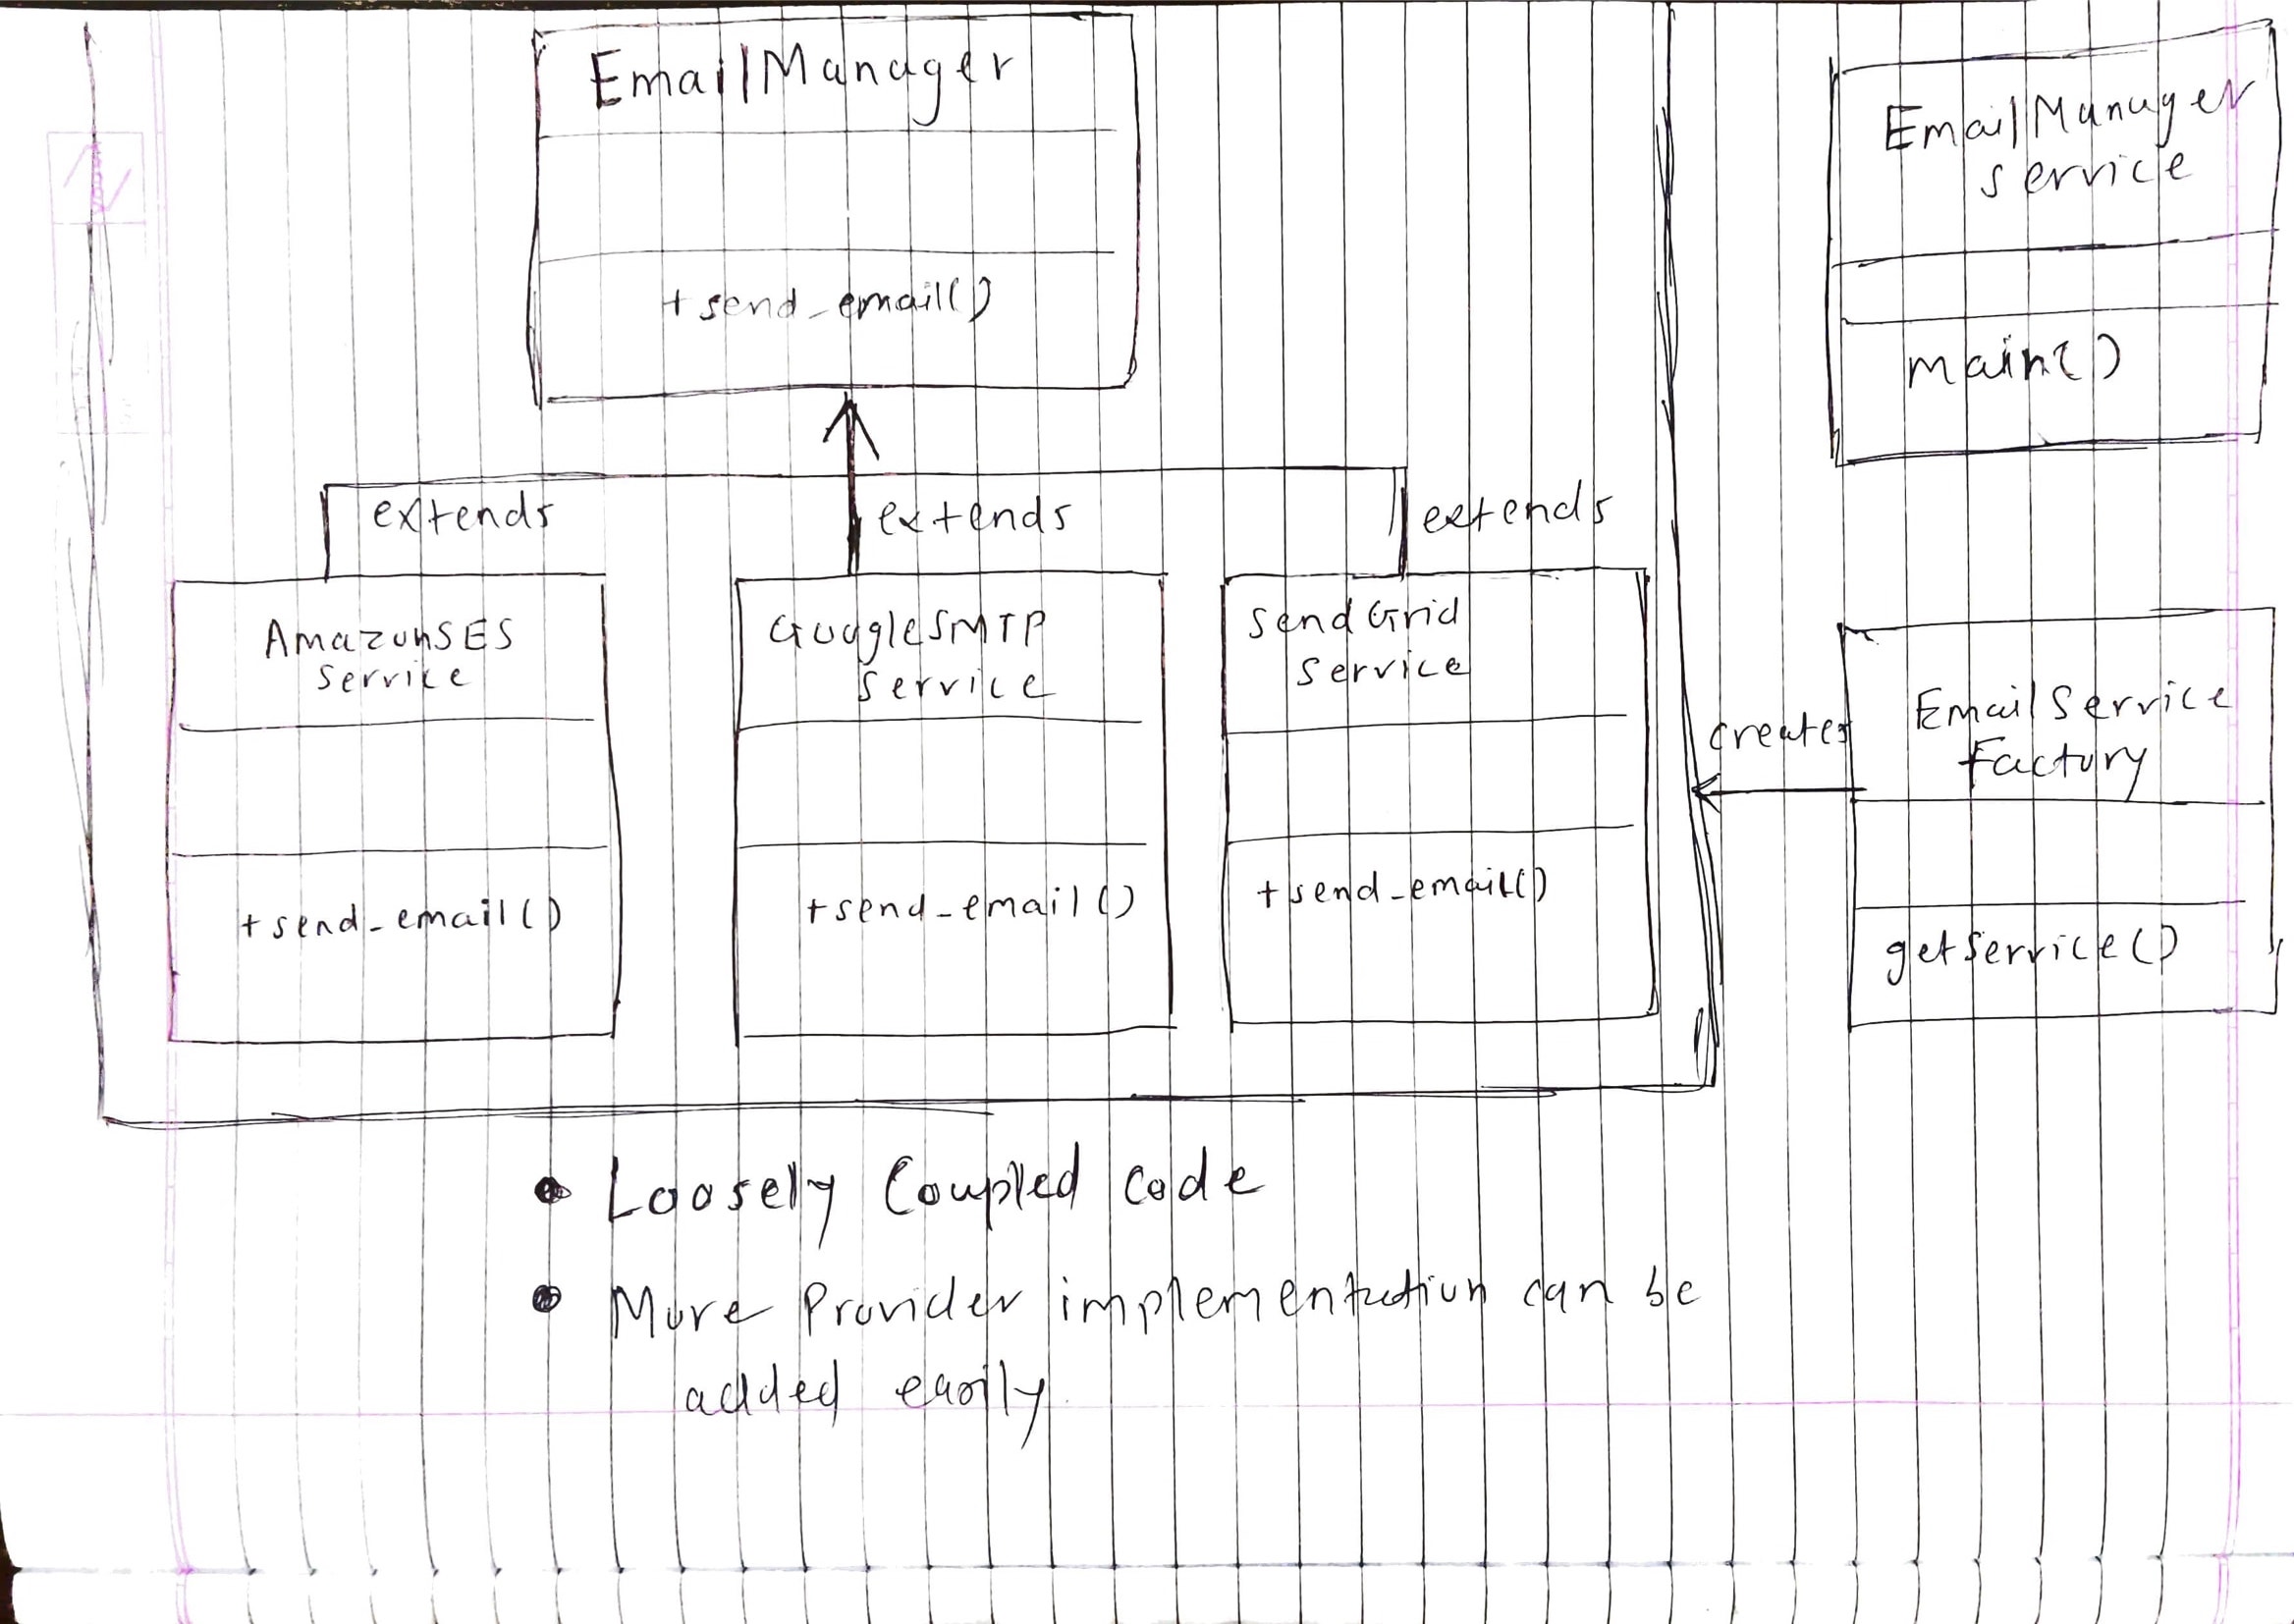 EmailManager
+ send_email()
EmailManager
service
main()
extends
extends
extends
AmazonSES
Service
+ send_email()
GoogleSMTP
Service
+ send_email()
SendGrid
Service
+ send_email()
creates
EmailService
Factory
getService()
• Loosely Coupled code
• More Provider implementation can be
added easily